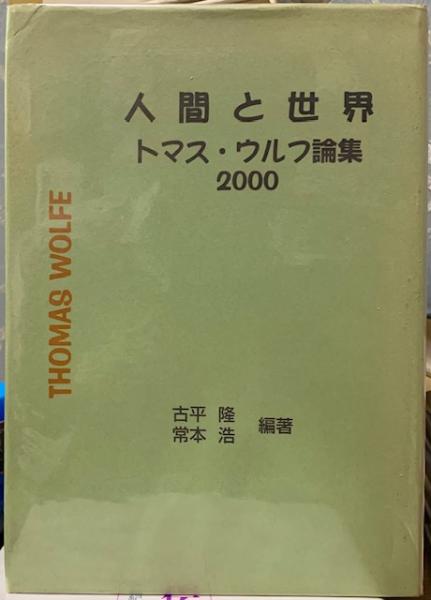 人間と世界
トマス・ウルフ論集
2000
THOMAS WOLFE
古平 隆
常本 浩
編著